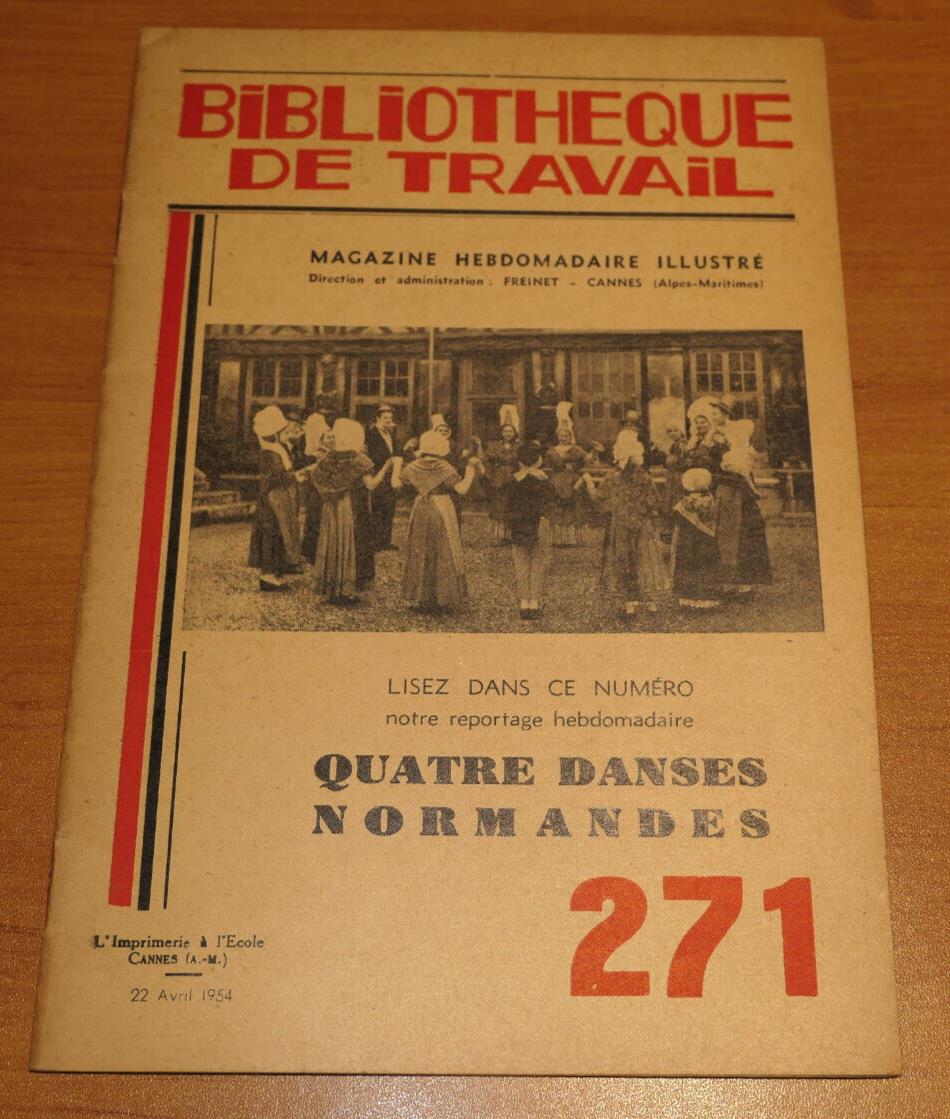 BiBLiOTHEQUE
DE TRAVAiL
MAGAZINE HEBDOMADAIRE ILLUSTRÉ
Direction et administration : FREINET - CANNES (Alpes-Maritimes)
LISEZ DANS CE NUMÉRO
notre reportage hebdomadaire
QUATRE DANSES
NORMANDES
271
L'Imprimerie à l'Ecole
CANNES (A.-M.)
22 Avril 1954